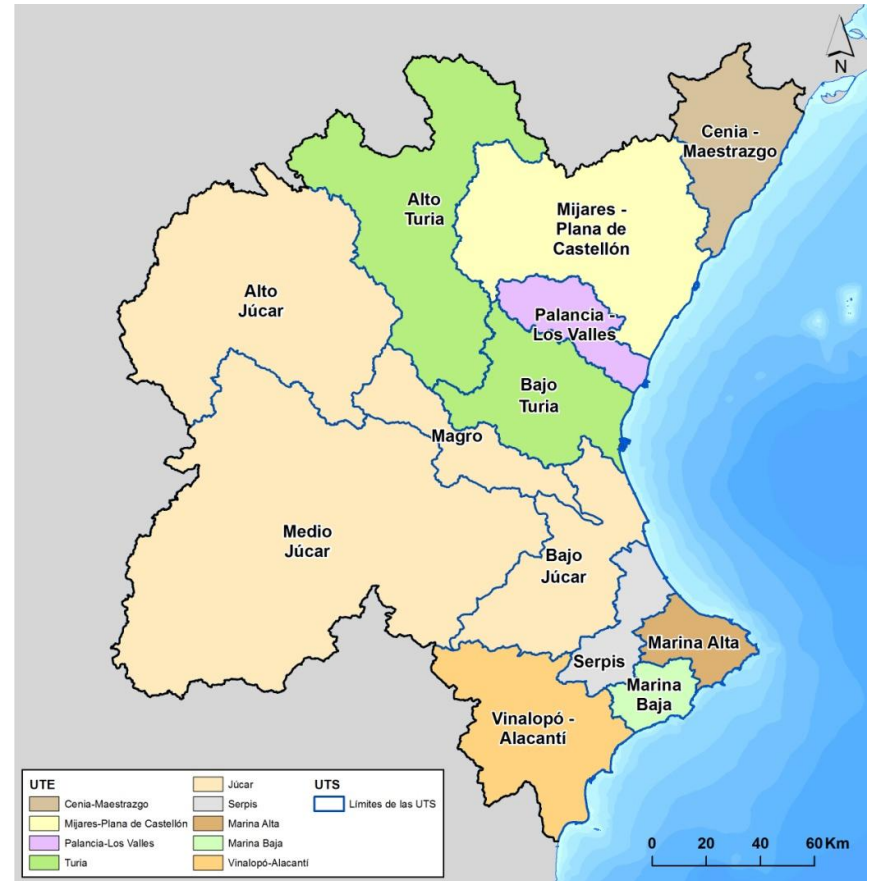 N
Cenia -
Maestrazgo
Alto
Turia
Mijares -
Plana de
Castellón
Alto
Júcar
Palancia -
Los Valles
Bajo
Turia
Magro
Medio
Júcar
Bajo
Júcar
Marina Alta
Serpis
Marina
Baja
Vinalopó -
Alacantí
UTE
Cenia-Maestrazgo
Mijares-Plana de Castellón
Palancia-Los Valles
Turia
Júcar
Serpis
Marina Alta
Marina Baja
Vinalopó-Alacantí
UTS
Límites de las UTS
0 20 40 60 Km